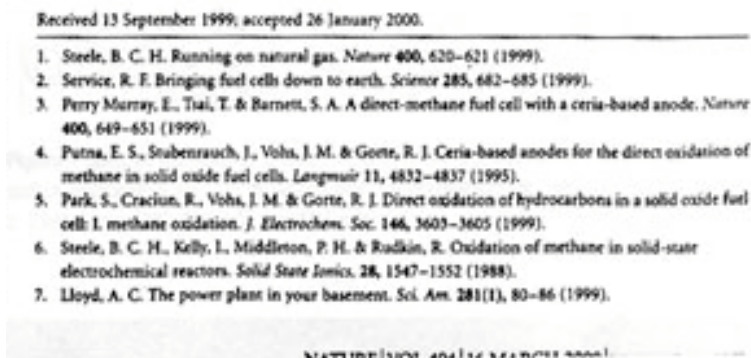 Received 13 September 1999; accepted 26 January 2000.
1. Steele, B. C. H. Running on natural gas. Nature 400, 620–621 (1999).
2. Service, R. F. Bringing fuel cells down to earth. Science 285, 682–685 (1999).
3. Perry Murray, E., Tsai, T. & Barnett, S. A. A direct-methane fuel cell with a ceria-based anode. Nature
400, 649–651 (1999).
4. Putna, E. S., Stubenrauch, J., Vohs, J. M. & Gorte, R. J. Ceria-based anodes for the direct oxidation of
methane in solid oxide fuel cells. Langmuir 11, 4832–4837 (1995).
5. Park, S., Craciun, R., Vohs, J. M. & Gorte, R. J. Direct oxidation of hydrocarbons in a solid oxide fuel
cell: I. methane oxidation. J. Electrochem. Soc. 146, 3603–3605 (1999).
6. Steele, B. C. H., Kelly, I., Middleton, P. H. & Rudkin, R. Oxidation of methane in solid-state
electrochemical reactors. Solid State Ionics. 28, 1547–1552 (1988).
7. Lloyd, A. C. The power plant in your basement. Sci. Am. 281(1), 80–86 (1999).
NATURE | VOL 404 | 16 MARCH 2000 |